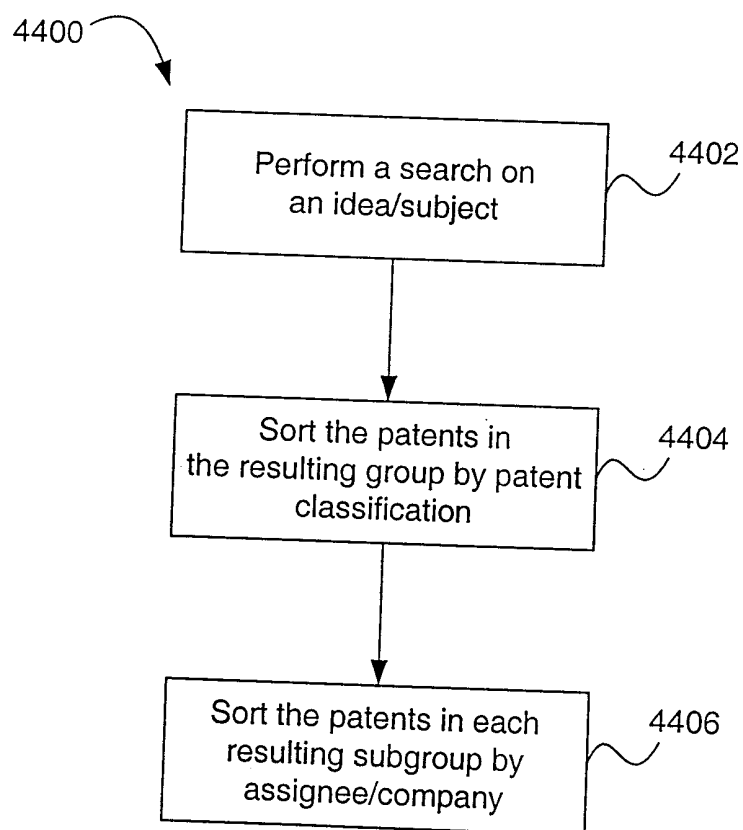 4400
Perform a search on
an idea/subject
4402
Sort the patents in
the resulting group by patent
classification
4404
Sort the patents in each
resulting subgroup by
assignee/company
4406